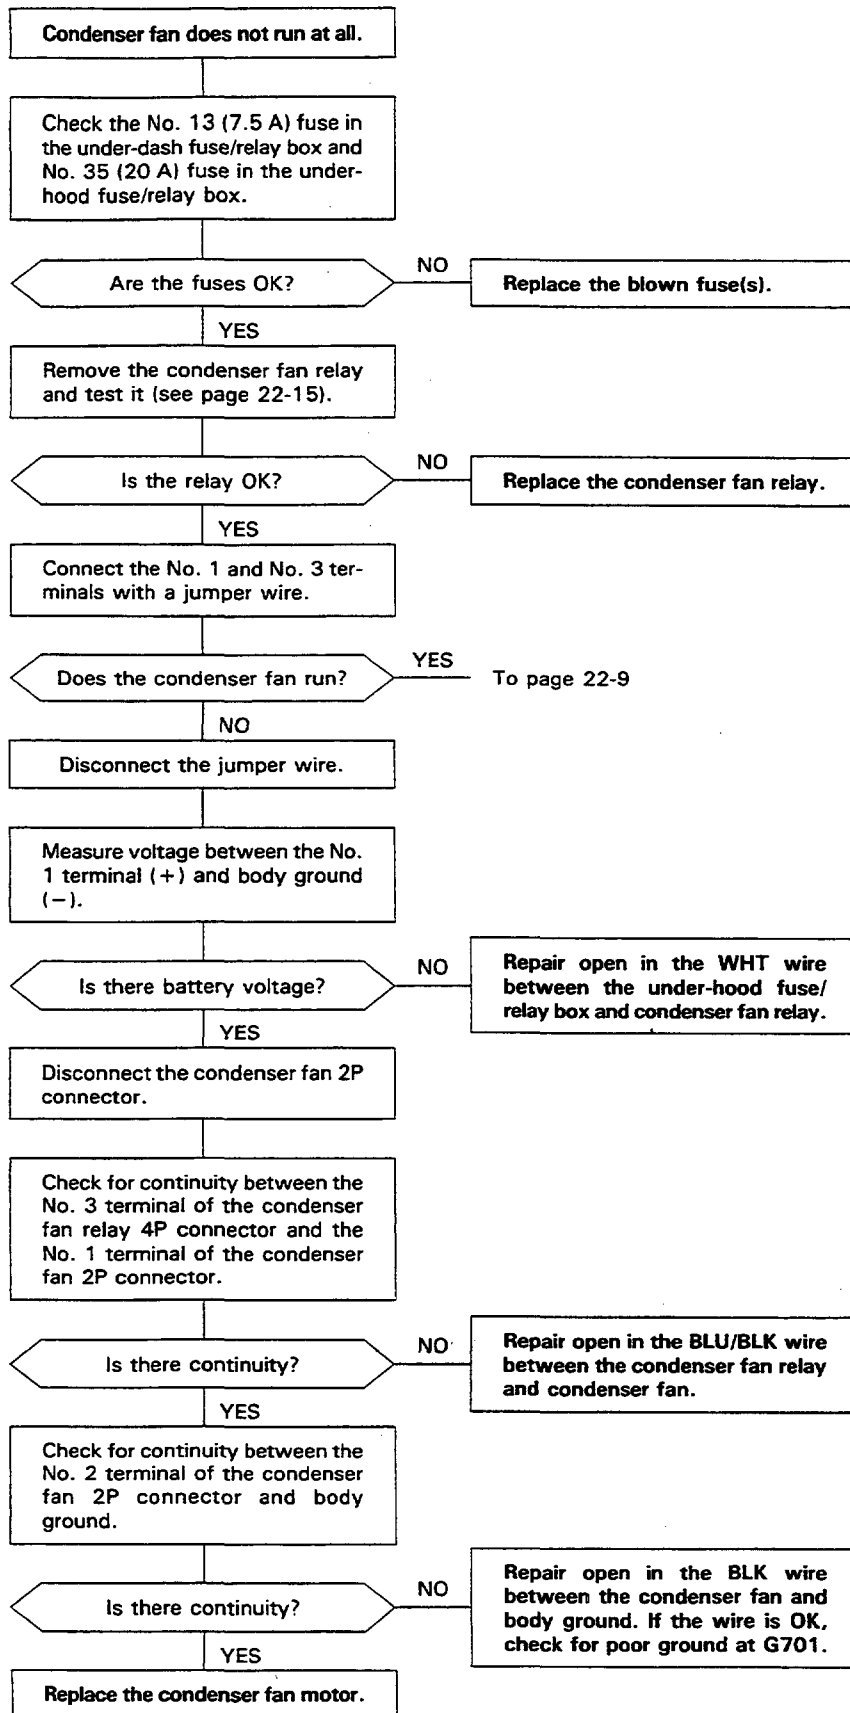 Condenser fan does not run at all.
Check the No. 13 (7.5 A) fuse in
the under-dash fuse/relay box and
No. 35 (20 A) fuse in the under-
hood fuse/relay box.
Are the fuses OK?
NO
Replace the blown fuse(s).
YES
Remove the condenser fan relay
and test it (see page 22-15).
Is the relay OK?
NO
Replace the condenser fan relay.
YES
Connect the No. 1 and No. 3 ter-
minals with a jumper wire.
Does the condenser fan run?
YES
To page 22-9
NO
Disconnect the jumper wire.
Measure voltage between the No.
1 terminal (+) and body ground
(−).
Is there battery voltage?
NO
Repair open in the WHT wire
between the under-hood fuse/
relay box and condenser fan relay.
YES
Disconnect the condenser fan 2P
connector.
Check for continuity between the
No. 3 terminal of the condenser
fan relay 4P connector and the
No. 1 terminal of the condenser
fan 2P connector.
Is there continuity?
NO
Repair open in the BLU/BLK wire
between the condenser fan relay
and condenser fan.
YES
Check for continuity between the
No. 2 terminal of the condenser
fan 2P connector and body
ground.
Is there continuity?
NO
Repair open in the BLK wire
between the condenser fan and
body ground. If the wire is OK,
check for poor ground at G701.
YES
Replace the condenser fan motor.